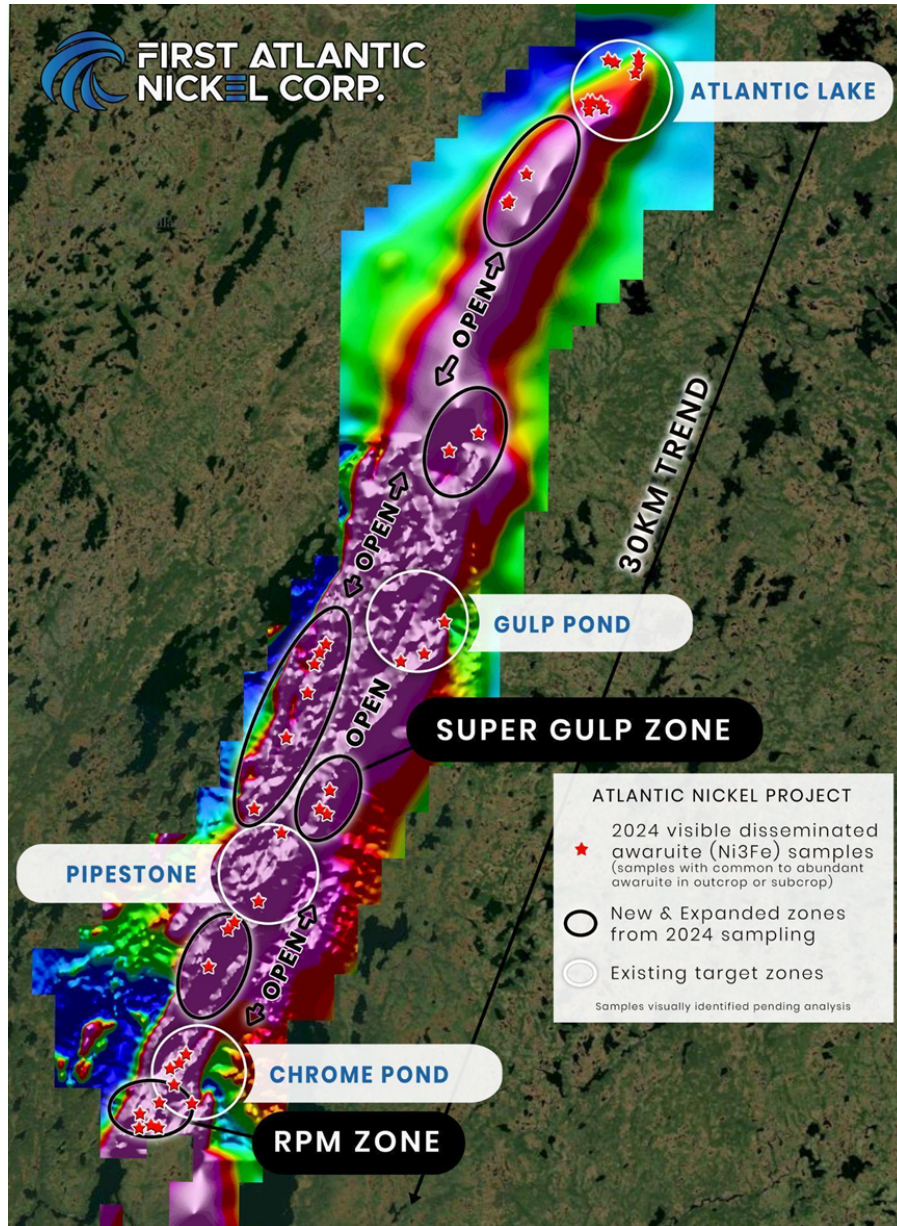 FIRST ATLANTIC
NICKEL CORP.
ATLANTIC LAKE
OPEN
30KM TREND
OPEN
GULP POND
OPEN
SUPER GULP ZONE
ATLANTIC NICKEL PROJECT
2024 visible disseminated
awaruite (Ni3Fe) samples
(samples with common to abundant
awaruite in outcrop or subcrop)
New & Expanded zones
from 2024 sampling
Existing target zones
Samples visually identified pending analysis
PIPESTONE
OPEN
CHROME POND
RPM ZONE